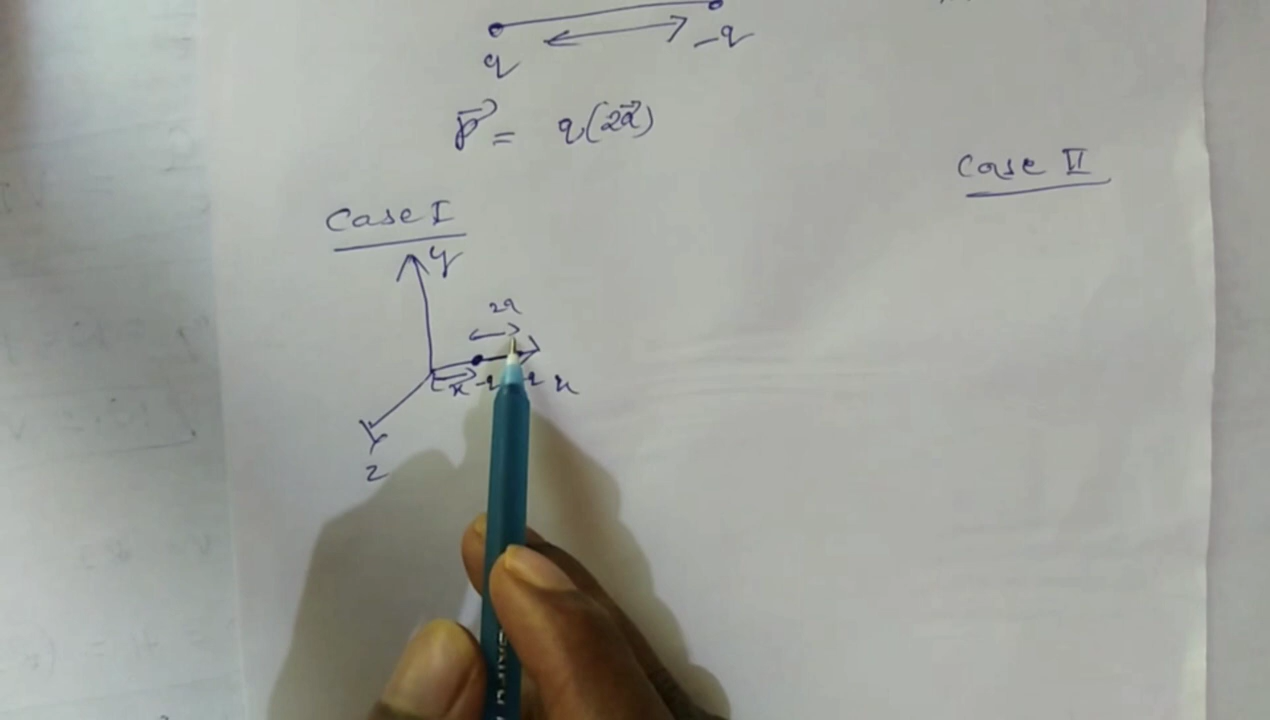 q -q
p⃗ = q(2a⃗)
Case II
Case I
y
2a
x -q q x
z